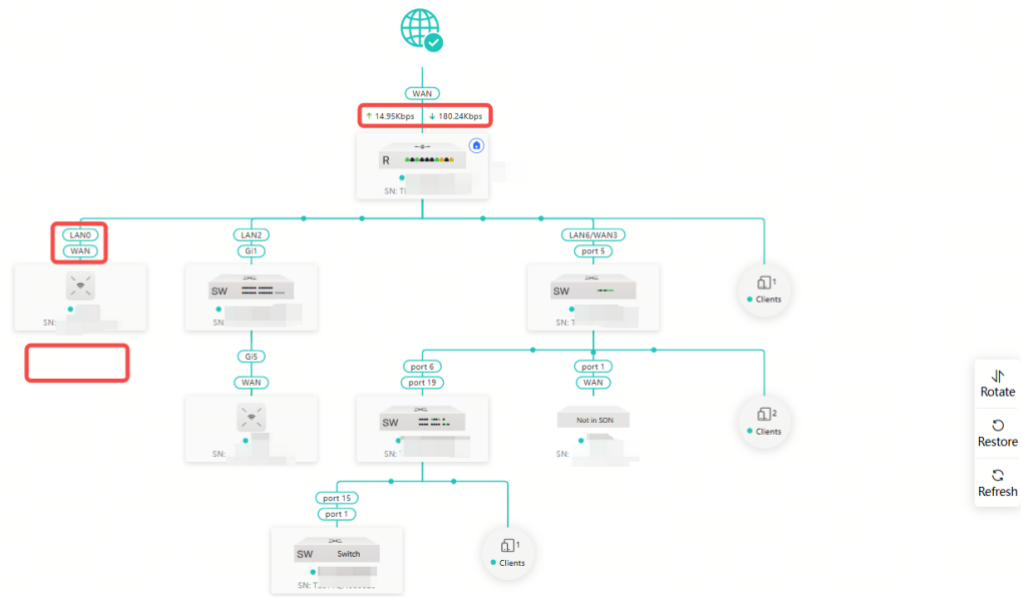 WAN
14.95Kbps 180.24Kbps
R
SN:
LAN0 LAN2 LAN6/WAN3
WAN Gi1 port 5
1
SW SW
Clients
SN: SN SN:
Gi5 port 6 port 1
WAN port 19 WAN
2
SW Not in SDN
Clients
SN: SN: SN:
port 15
port 1
1
SW Switch
Clients
SN:
Rotate
Restore
Refresh